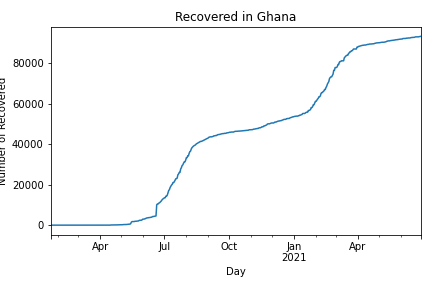 Recovered in Ghana
Number of Recovered
80000
60000
40000
20000
0
Apr Jul Oct Jan Apr
2021
Day